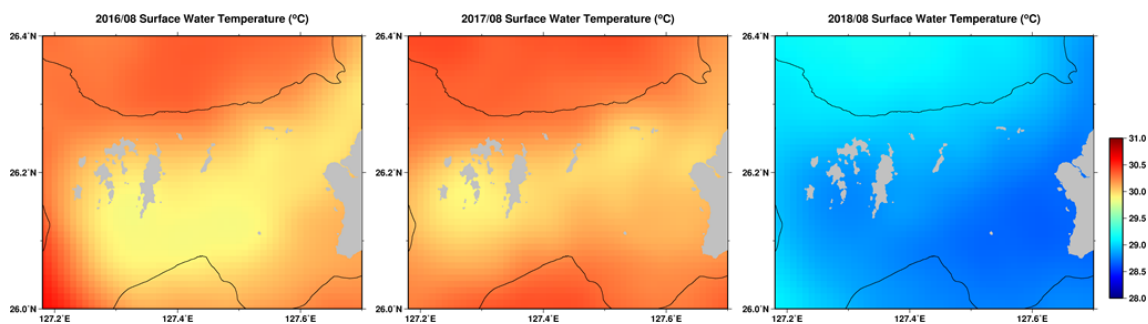 2016/08 Surface Water Temperature (°C)
2017/08 Surface Water Temperature (°C)
2018/08 Surface Water Temperature (°C)
26.4˚N
26.2˚N
26.0˚N
127.2˚E
127.4˚E
127.6˚E
26.4˚N
26.2˚N
26.0˚N
127.2˚E
127.4˚E
127.6˚E
26.4˚N
26.2˚N
26.0˚N
127.2˚E
127.4˚E
127.6˚E
31.0
30.5
30.0
29.5
29.0
28.5
28.0